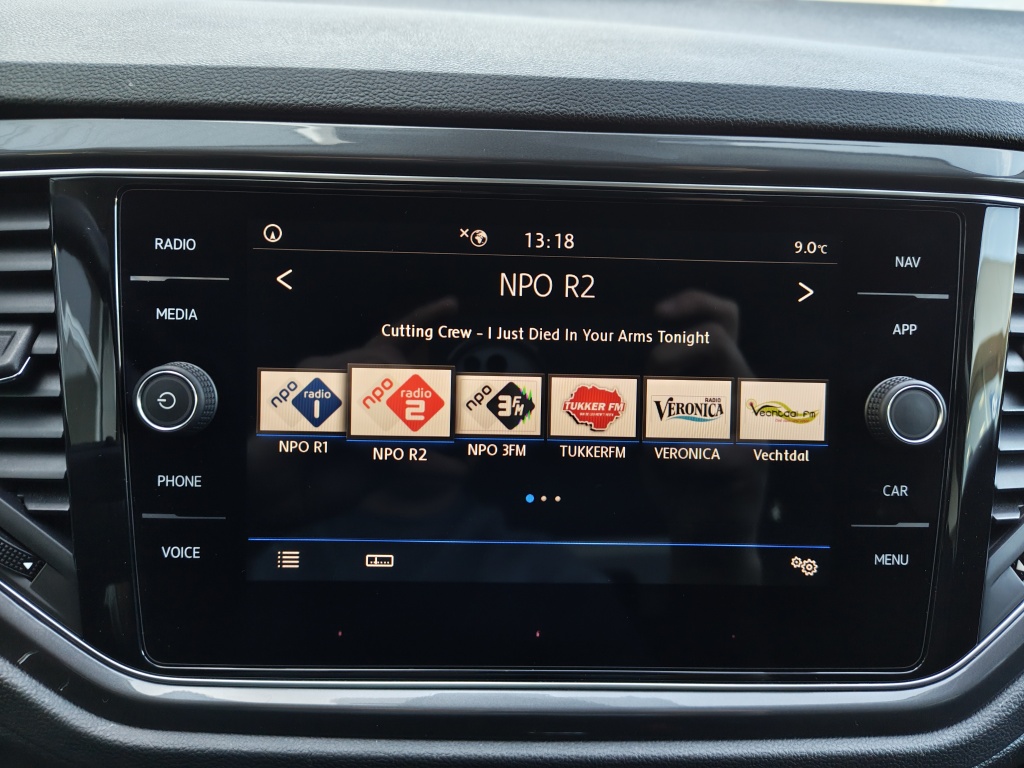 RADIO
MEDIA
PHONE
VOICE
13:18
9.0°C
NPO R2
Cutting Crew - I Just Died In Your Arms Tonight
npo radio 1
npo radio 2
npo 3FM
TUKKER FM
RADIO VERONICA
Vechtdal FM
NPO R1
NPO R2
NPO 3FM
TUKKERFM
VERONICA
Vechtdal
NAV
APP
CAR
MENU